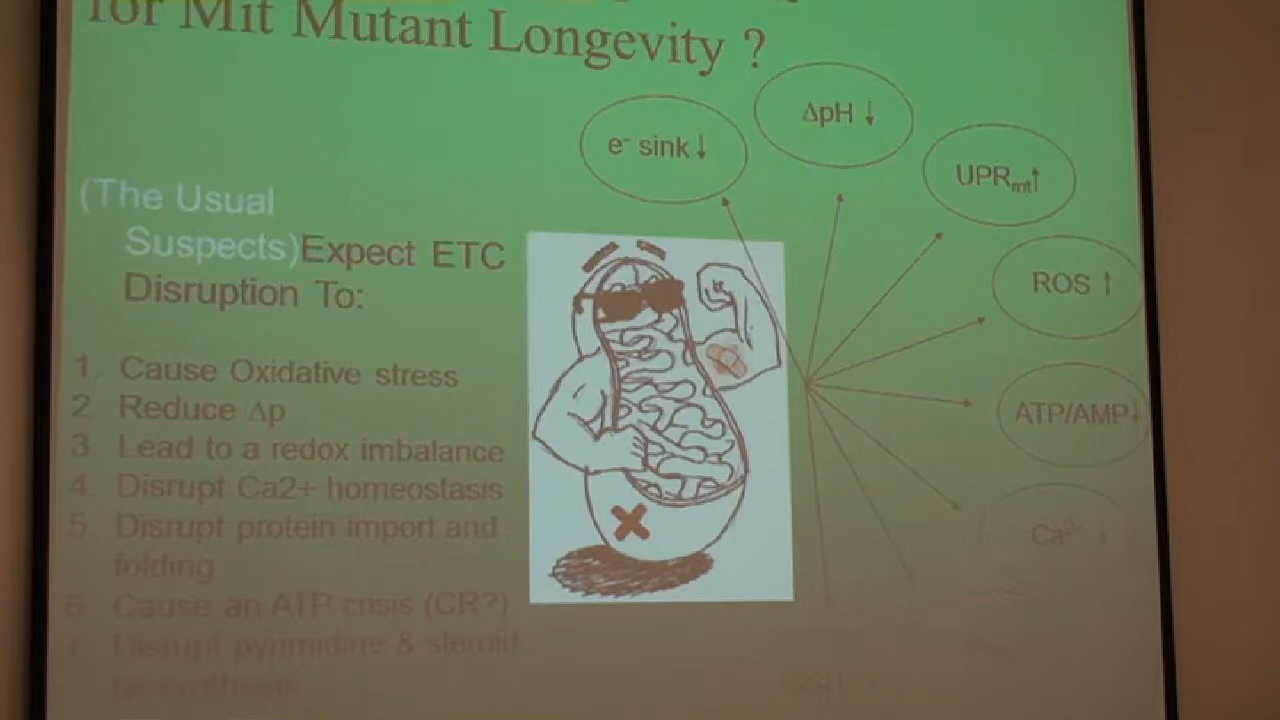 for Mit Mutant Longevity ?
e⁻ sink ↓
ΔpH ↓
UPRmt↑
(The Usual
Suspects)Expect ETC
Disruption To:
ROS ↑
1. Cause Oxidative stress
2. Reduce Δp
ATP/AMP↓
3. Lead to a redox imbalance
4. Disrupt Ca2+ homeostasis
5. Disrupt protein import and
folding
Ca²⁺
6. Cause an ATP crisis (CR?)
7. Disrupt pyrimidine & steroid
biosynthesis